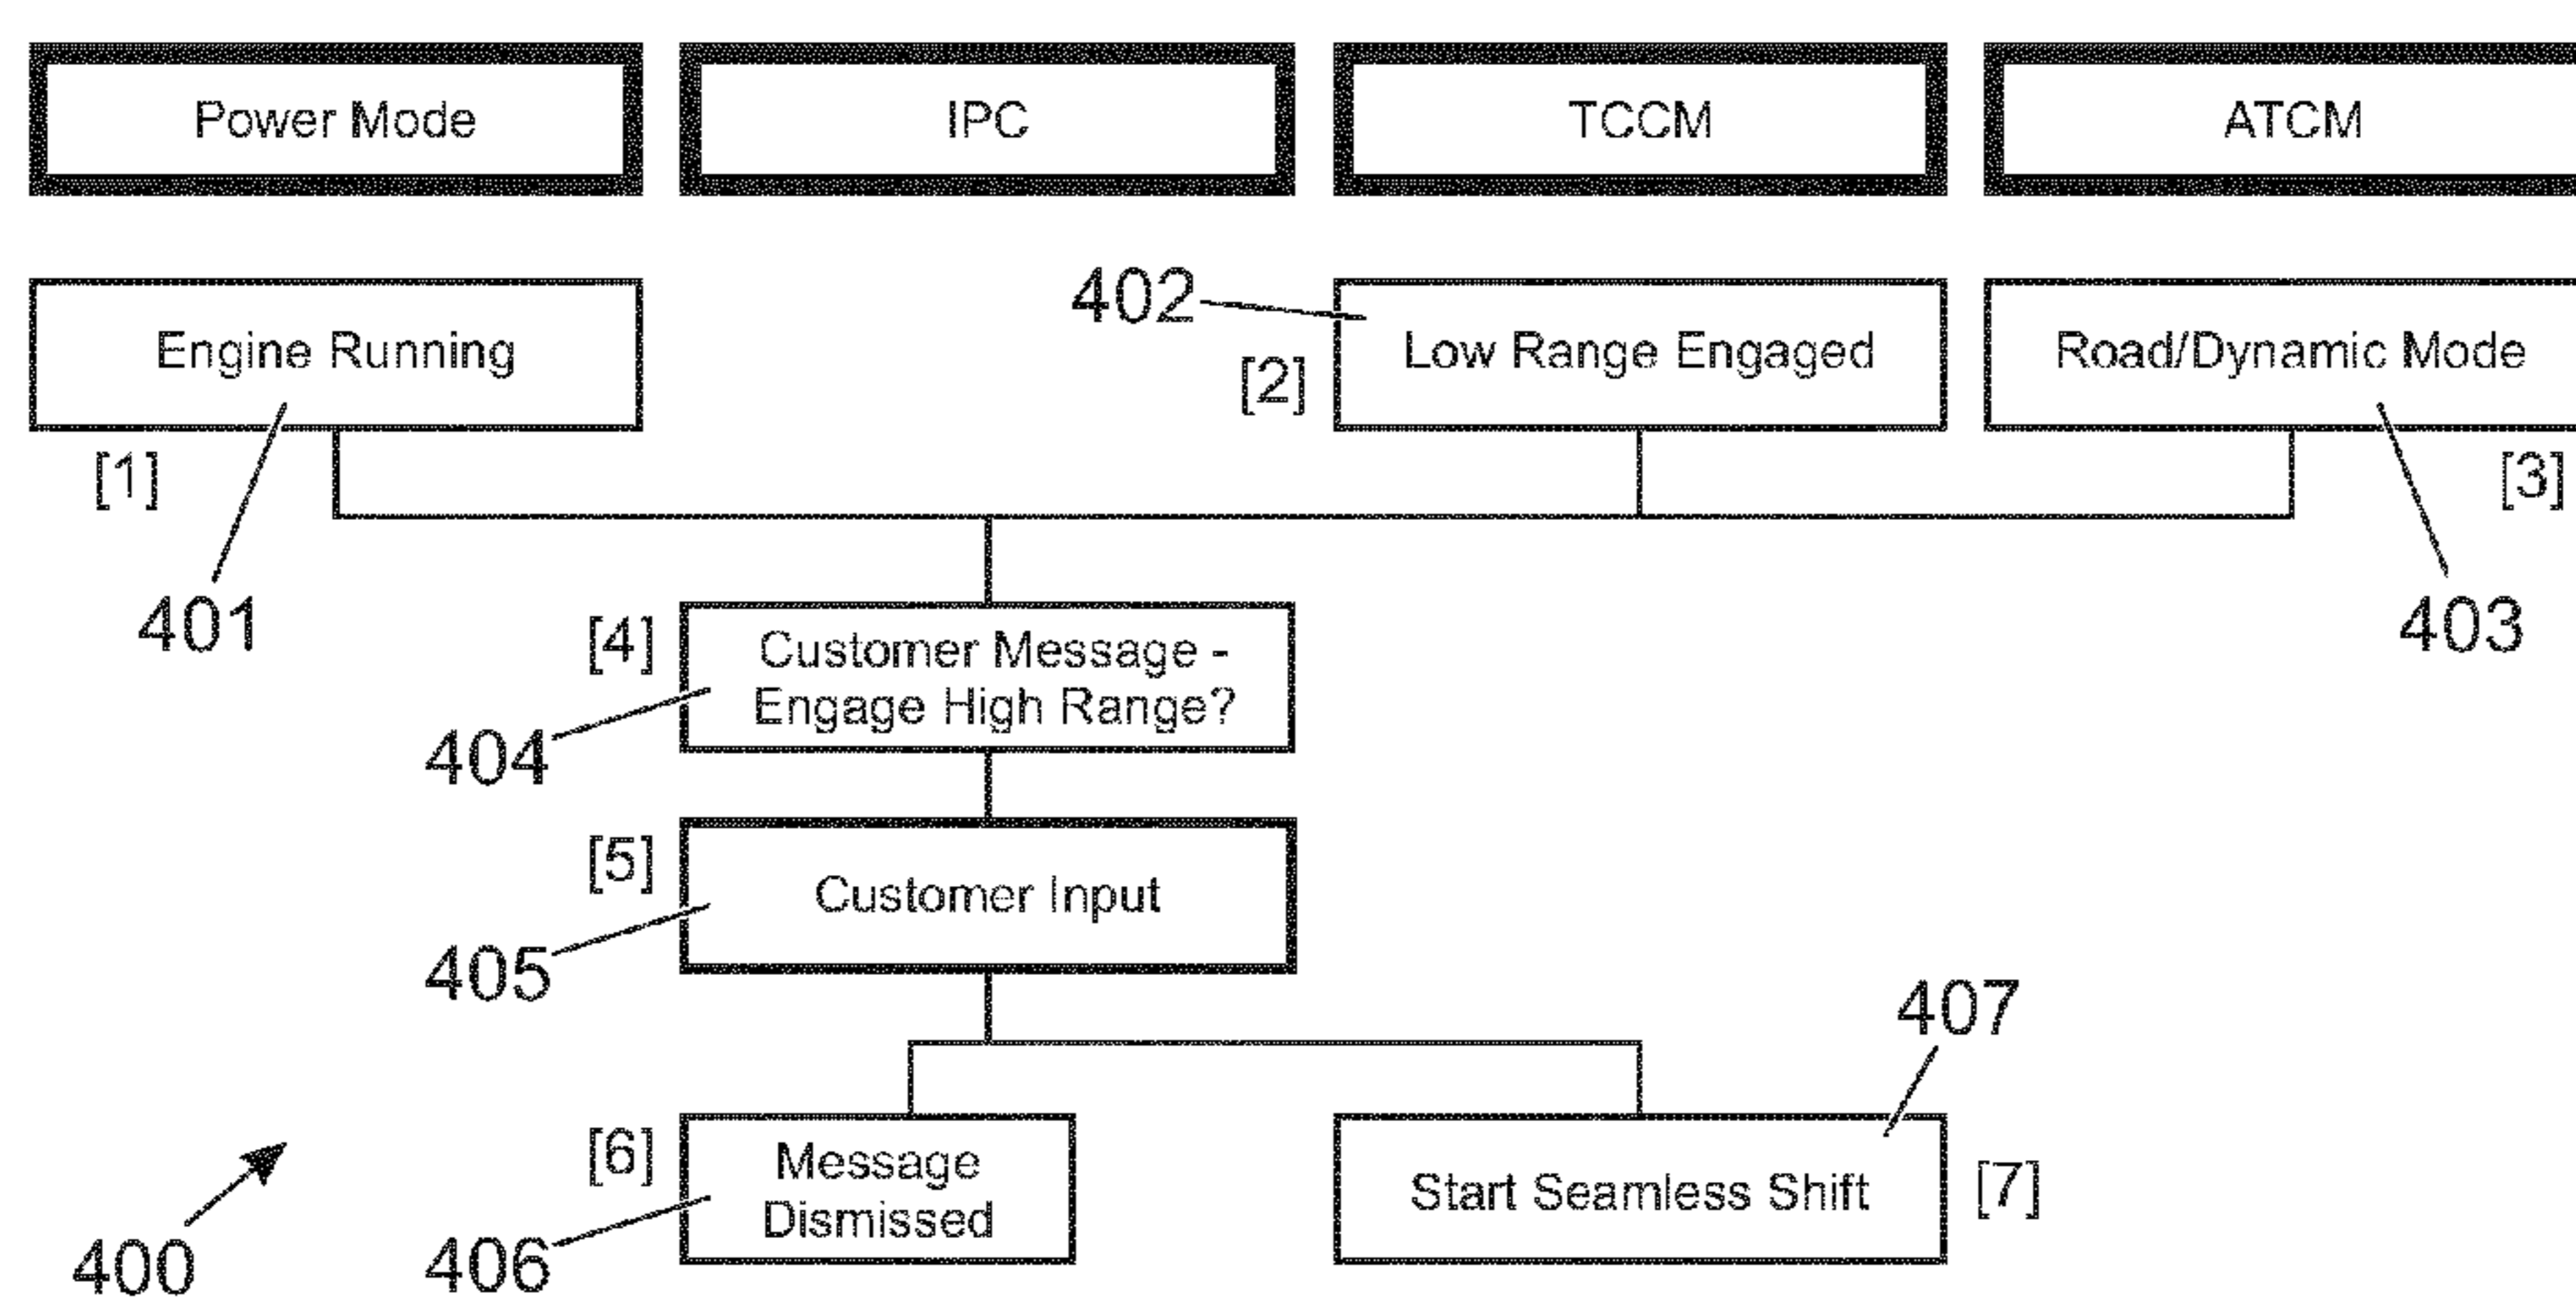 Power Mode
IPC
TCCM
ATCM
402
Engine Running
[2]
Low Range Engaged
Road/Dynamic Mode
[1]
[3]
401
403
[4]
Customer Message -
Engage High Range?
404
[5]
Customer Input
405
407
[6]
Message
Dismissed
Start Seamless Shift
[7]
400
406